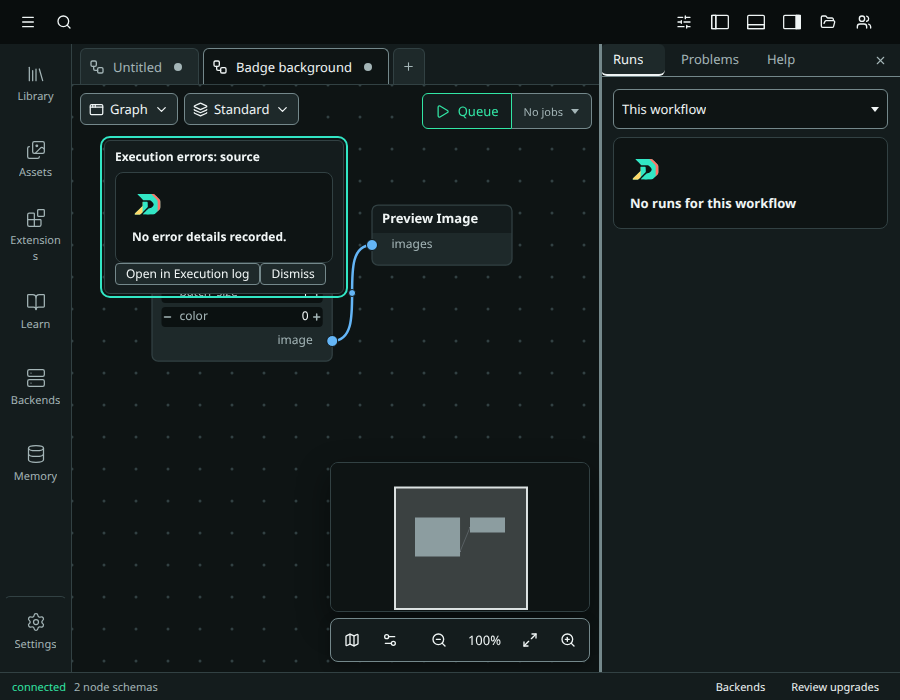 Untitled
Badge background
+
Runs
Problems
Help
Library
Assets
Extension
s
Learn
Backends
Memory
Settings
Graph
Standard
Queue
No jobs
Execution errors: source
No error details recorded.
Open in Execution log
Dismiss
color
0
image
Preview Image
images
100%
This workflow
No runs for this workflow
connected
2 node schemas
Backends
Review upgrades